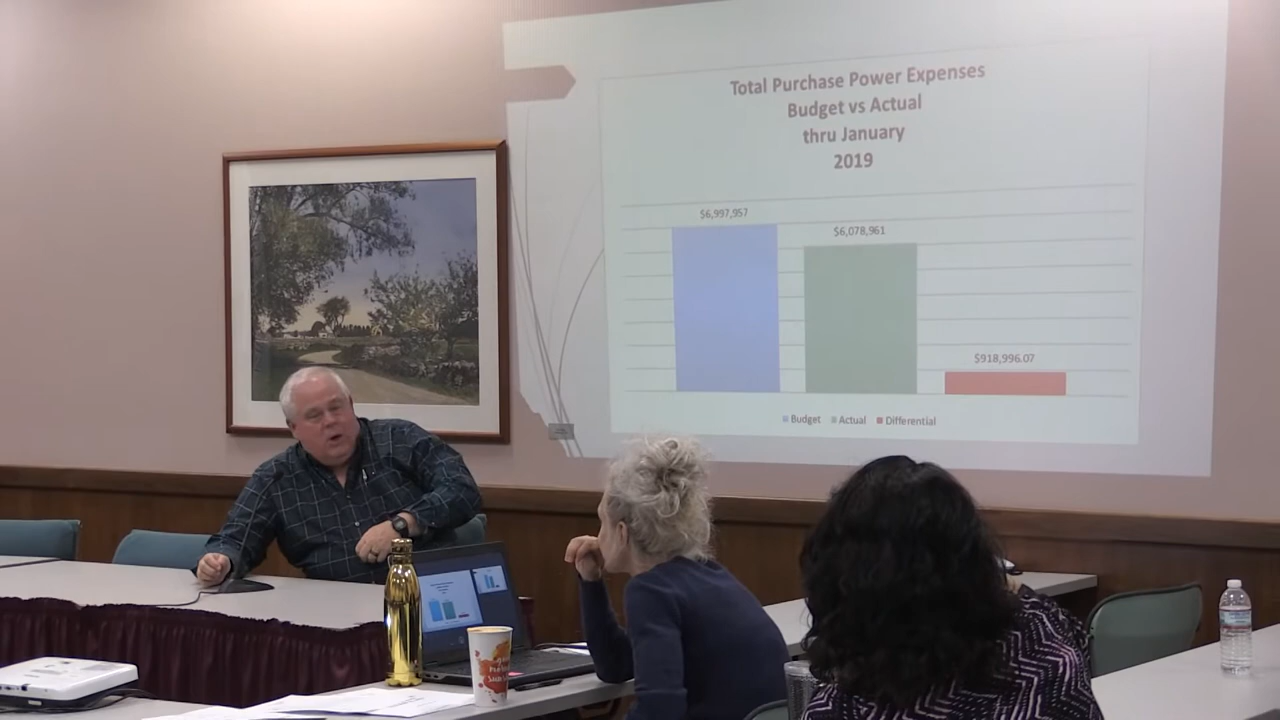 Total Purchase Power Expenses
Budget vs Actual
thru January
2019
$6,997,957
$6,078,961
$918,996.07
Budget Actual Differential